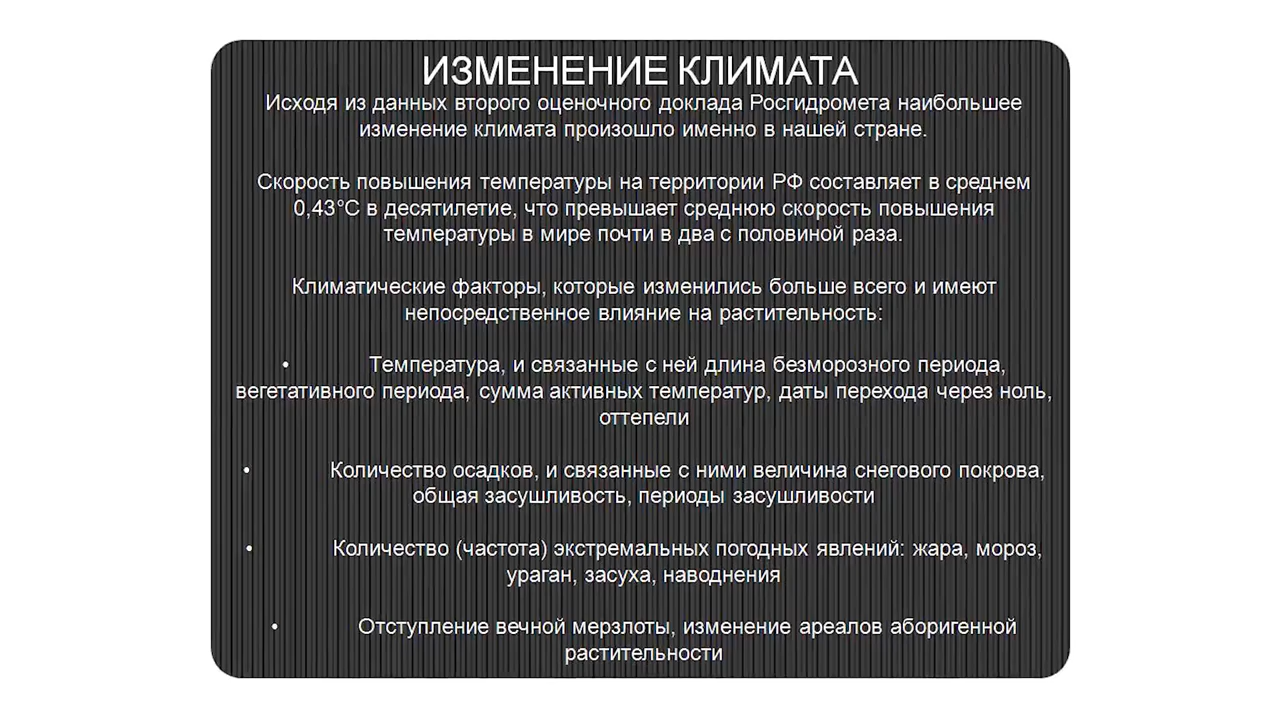 ИЗМЕНЕНИЕ КЛИМАТА
Исходя из данных второго оценочного доклада Росгидромета наибольшее
изменение климата произошло именно в нашей стране.
Скорость повышения температуры на территории РФ составляет в среднем
0,43°С в десятилетие, что превышает среднюю скорость повышения
температуры в мире почти в два с половиной раза.
Климатические факторы, которые изменились больше всего и имеют
непосредственное влияние на растительность:
• Температура, и связанные с ней длина безморозного периода,
вегетативного периода, сумма активных температур, даты перехода через ноль,
оттепели
• Количество осадков, и связанные с ними величина снегового покрова,
общая засушливость, периоды засушливости
• Количество (частота) экстремальных погодных явлений: жара, мороз,
ураган, засуха, наводнения
• Отступление вечной мерзлоты, изменение ареалов аборигенной
растительности